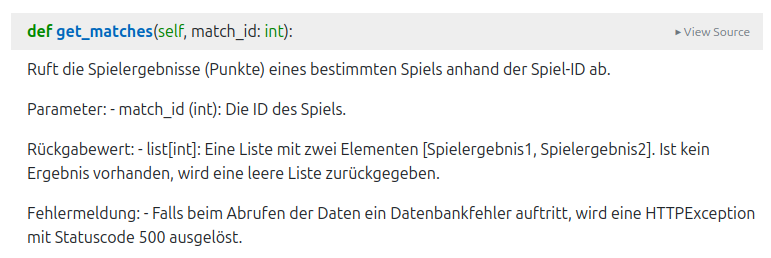 def get_matches(self, match_id: int):
▸ View Source
Ruft die Spielergebnisse (Punkte) eines bestimmten Spiels anhand der Spiel-ID ab.
Parameter: - match_id (int): Die ID des Spiels.
Rückgabewert: - list[int]: Eine Liste mit zwei Elementen [Spielergebnis1, Spielergebnis2]. Ist kein
Ergebnis vorhanden, wird eine leere Liste zurückgegeben.
Fehlermeldung: - Falls beim Abrufen der Daten ein Datenbankfehler auftritt, wird eine HTTPException
mit Statuscode 500 ausgelöst.